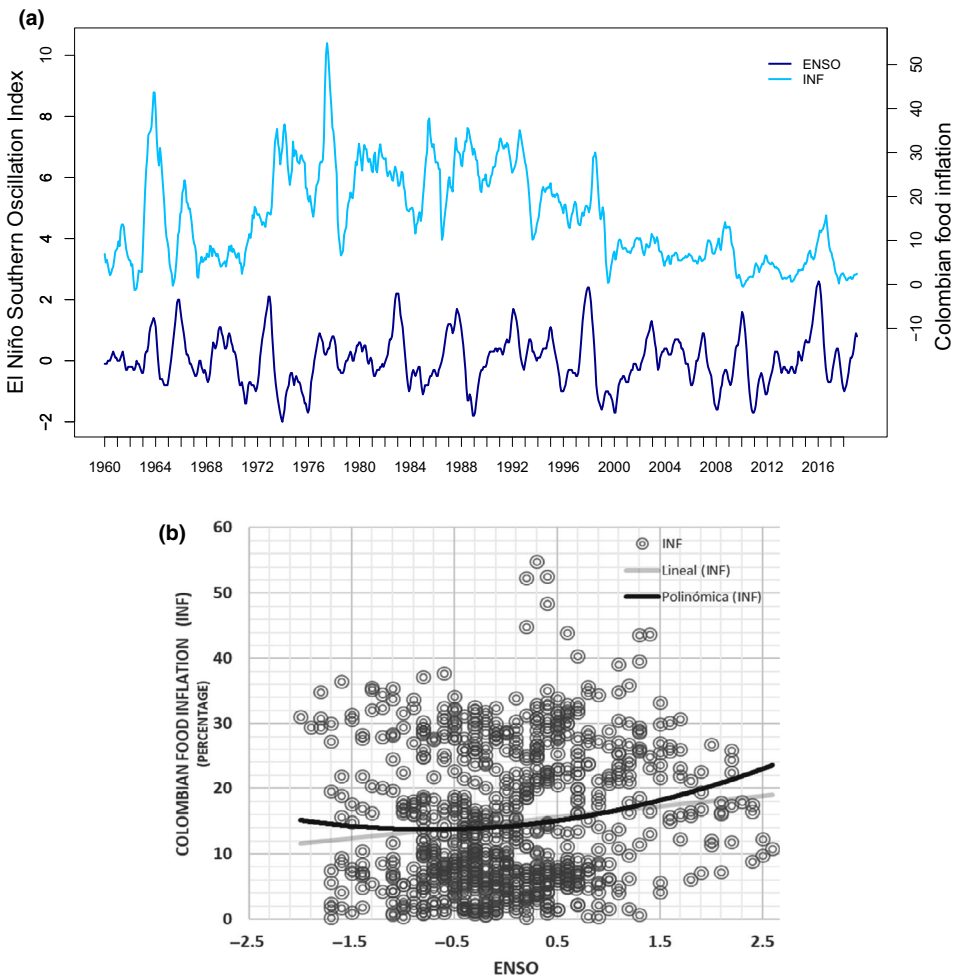 (a)
El Niño Southern Oscillation Index
10
8
6
4
2
0
−2
ENSO
INF
50
40
30
20
10
0
−10
Colombian food inflation
1960 1964 1968 1972 1976 1980 1984 1988 1992 1996 2000 2004 2008 2012 2016
(b)
COLOMBIAN FOOD INFLATION (INF)
(PERCENTAGE)
60
50
40
30
20
10
0
INF
Lineal (INF)
Polinómica (INF)
−2.5 −1.5 −0.5 0.5 1.5 2.5
ENSO